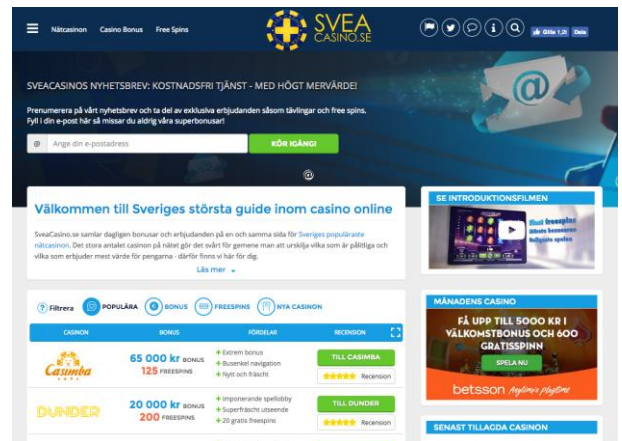 Nätcasinon Casino Bonus Free Spins
SVEA
CASINO.SE
Gilla 1,2t Dela
SVEACASINOS NYHETSBREV: KOSTNADSFRI TJÄNST - MED HÖGT MERVÄRDE!
Prenumerera på vårt nyhetsbrev och ta del av exklusiva erbjudanden såsom tävlingar och free spins.
Fyll i din e-post här så missar du aldrig våra superbonusar!
@ Ange din e-postadress KÖR IGÅNG!
Välkommen till Sveriges största guide inom casino online
SveaCasino.se samlar dagligen bonusar och erbjudanden på en och samma sida för Sveriges populäraste
nätcasinon. Det stora antalet casinon på nätet gör det svårt för gemene man att urskilja vilka som är pålitliga och
vilka som erbjuder mest värde för pengarna - därför finns vi här för dig.
Läs mer
SE INTRODUKTIONSFILMEN
? Filtrera POPULÄRA BONUS FREESPINS NYA CASINON
CASINON BONUS FÖRDELAR RECENSION
Casimba
65 000 kr BONUS
125 FREESPINS
+ Extrem bonus
+ Busenkel navigation
+ Nytt och fräscht
TILL CASIMBA
Recension
DUNDER
20 000 kr BONUS
200 FREESPINS
+ Imponerande spellobby
+ Superfräscht utseende
+ 20 gratis freespins
TILL DUNDER
Recension
MÅNADENS CASINO
FÅ UPP TILL 5000 KR I
VÄLKOMSTBONUS OCH 600
GRATISSPINN
SPELA NU
betsson Anytime's Playtime
SENAST TILLAGDA CASINON